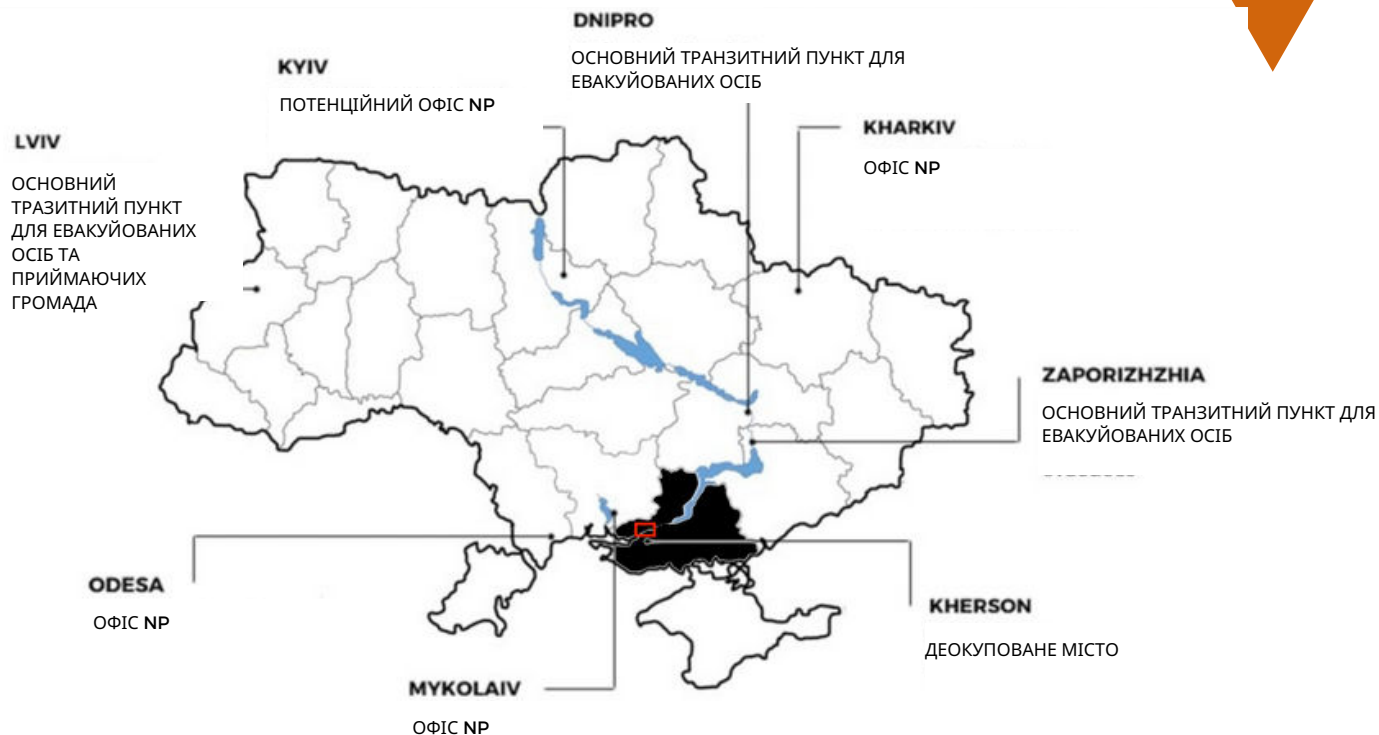 DNIPRO
ОСНОВНИЙ ТРАНЗИТНИЙ ПУНКТ ДЛЯ
ЕВАКУЙОВАНИХ ОСІБ
KYIV
ПОТЕНЦІЙНИЙ ОФІС NP
LVIV
ОСНОВНИЙ
ТРАЗИТНИЙ ПУНКТ
ДЛЯ ЕВАКУЙОВАНИХ
ОСІБ ТА
ПРИЙМАЮЧИХ
ГРОМАДА
KHARKIV
ОФІС NP
ZAPORIZHZHIA
ОСНОВНИЙ ТРАНЗИТНИЙ ПУНКТ ДЛЯ
ЕВАКУЙОВАНИХ ОСІБ
ODESA
ОФІС NP
KHERSON
ДЕОКУПОВАНЕ МІСТО
MYKOLAIV
ОФІС NP